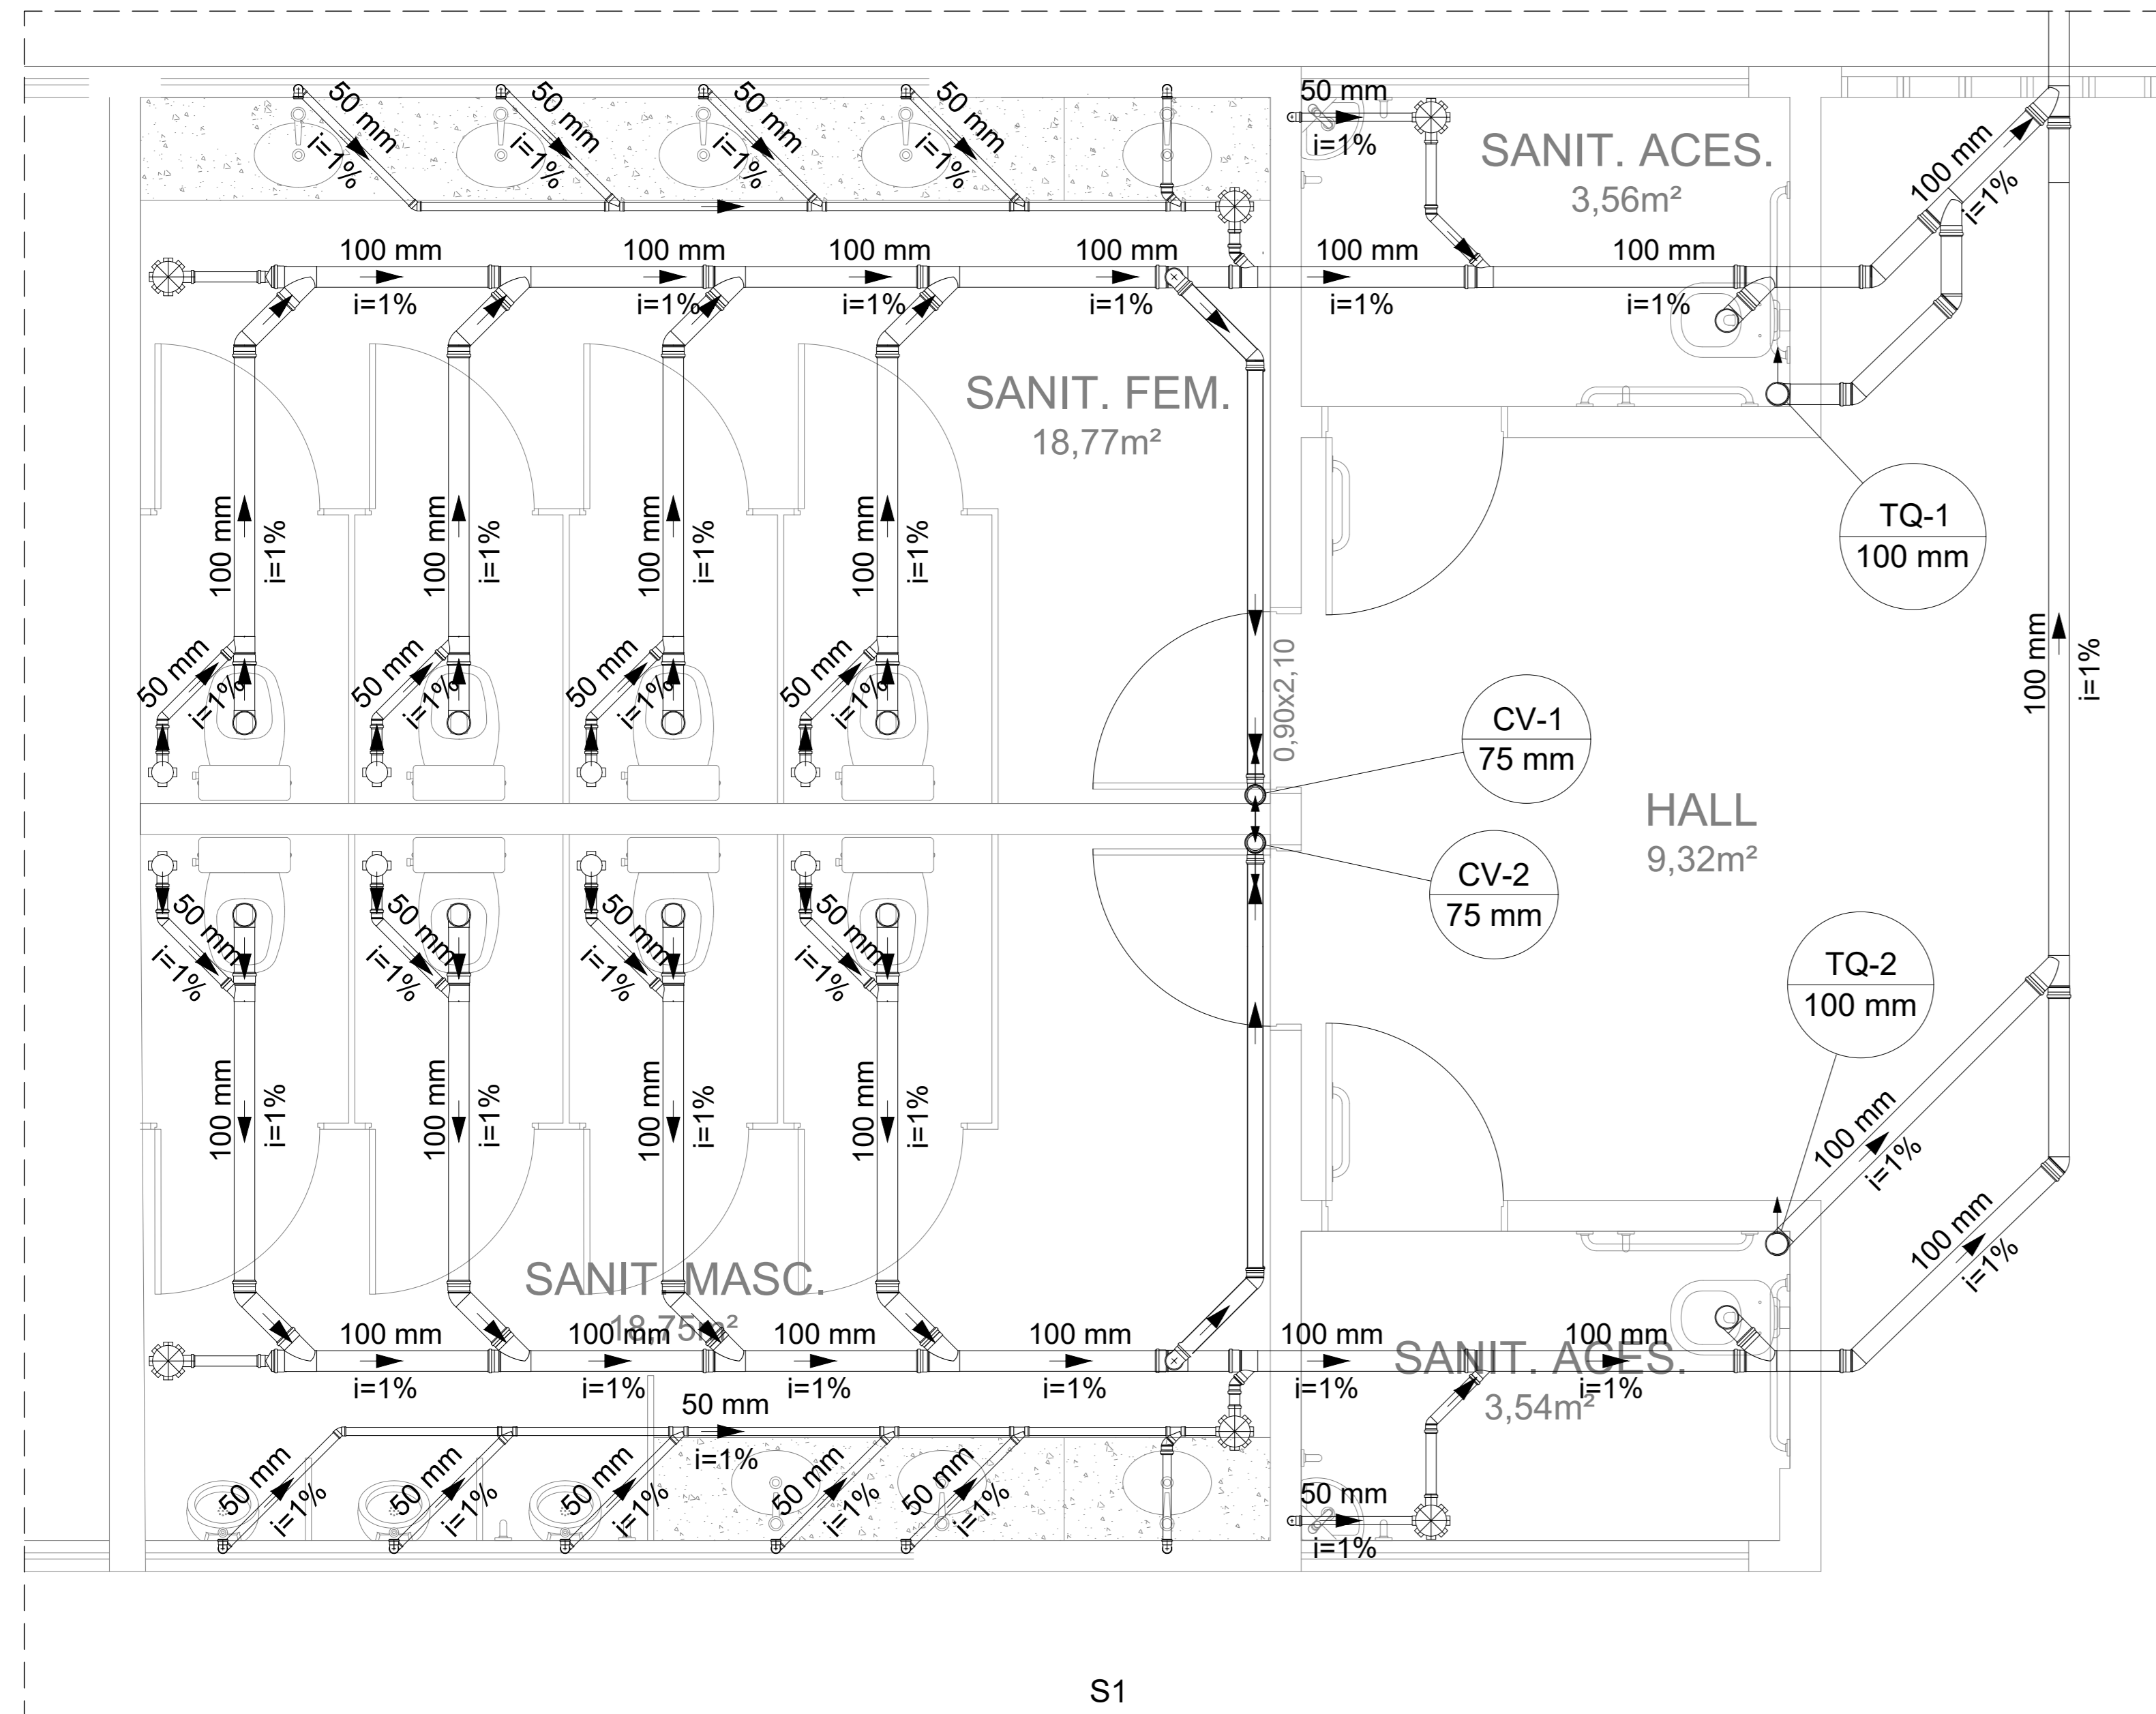 50 mm
i=1%
50 mm
i=1%
50 mm
i=1%
50 mm
i=1%
50 mm
i=1%
SANIT. ACES.
3,56m²
100 mm
i=1%
100 mm
i=1%
100 mm
i=1%
100 mm
i=1%
100 mm
i=1%
100 mm
i=1%
100 mm
i=1%
SANIT. FEM.
18,77m²
100 mm
i=1%
100 mm
i=1%
100 mm
i=1%
100 mm
i=1%
TQ-1
100 mm
50 mm
i=1%
50 mm
i=1%
50 mm
i=1%
50 mm
i=1%
0,90x2,10
CV-1
75 mm
100 mm
i=1%
HALL
9,32m²
CV-2
75 mm
50 mm
i=1%
50 mm
i=1%
50 mm
i=1%
50 mm
i=1%
TQ-2
100 mm
100 mm
i=1%
100 mm
i=1%
100 mm
i=1%
100 mm
i=1%
100 mm
i=1%
100 mm
i=1%
SANIT. MASC.
18,75m²
100 mm
i=1%
100 mm
i=1%
100 mm
i=1%
100 mm
i=1%
100 mm
i=1%
100 mm
i=1%
SANIT. ACES.
3,54m²
50 mm
i=1%
50 mm
i=1%
50 mm
i=1%
50 mm
i=1%
50 mm
i=1%
50 mm
i=1%
50 mm
i=1%
S1